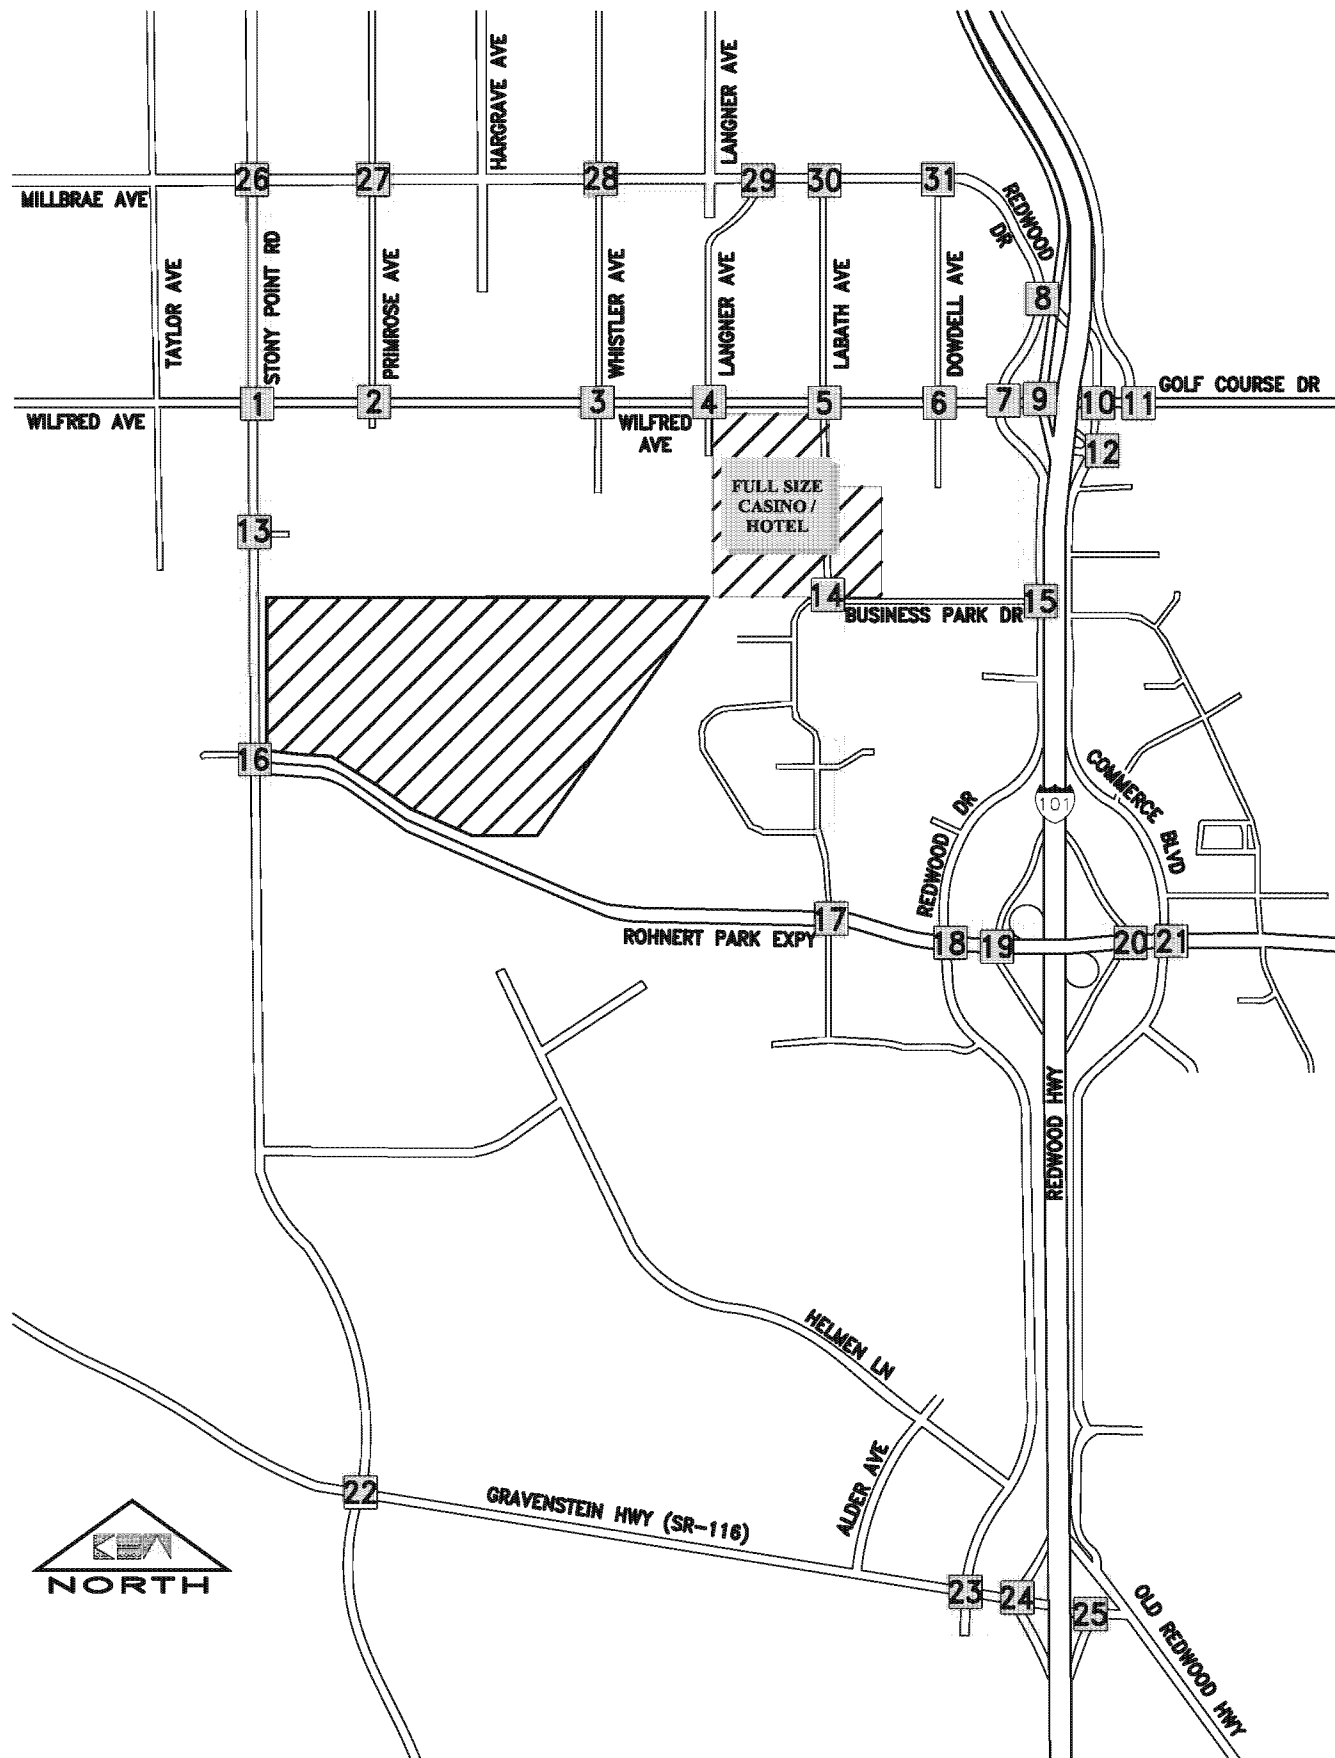 HARGRAVE AVE
LANGNER AVE
26
27
28
29
30
31
MILLBRAE AVE
REDWOOD
DR
TAYLOR AVE
STONY POINT RD
PRIMROSE AVE
WHISTLER AVE
LANGNER AVE
LABATH AVE
DOWDELL AVE
8
GOLF COURSE DR
1
2
3
4
5
6
7
9
10
11
WILFRED AVE
WILFRED
AVE
12
FULL SIZE
CASINO /
HOTEL
13
14
15
BUSINESS PARK DR
16
COMMERCE BLVD
101
REDWOOD DR
17
ROHNERT PARK EXPY
18
19
20
21
REDWOOD HWY
HELMEN LN
ALDER AVE
22
GRAVENSTEIN HWY (SR-116)
KHA
NORTH
23
24
25
OLD REDWOOD HWY